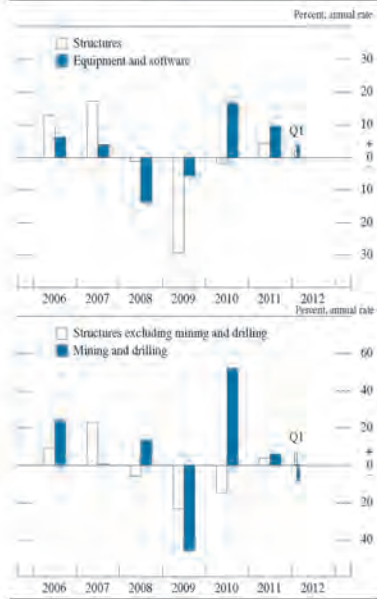 Percent, annual rate
Structures
Equipment and software
30
20
10
Q1
+
0
–
10
20
30
2006 2007 2008 2009 2010 2011 2012
Percent, annual rate
Structures excluding mining and drilling
Mining and drilling
60
40
20
Q1
+
0
–
20
40
2006 2007 2008 2009 2010 2011 2012